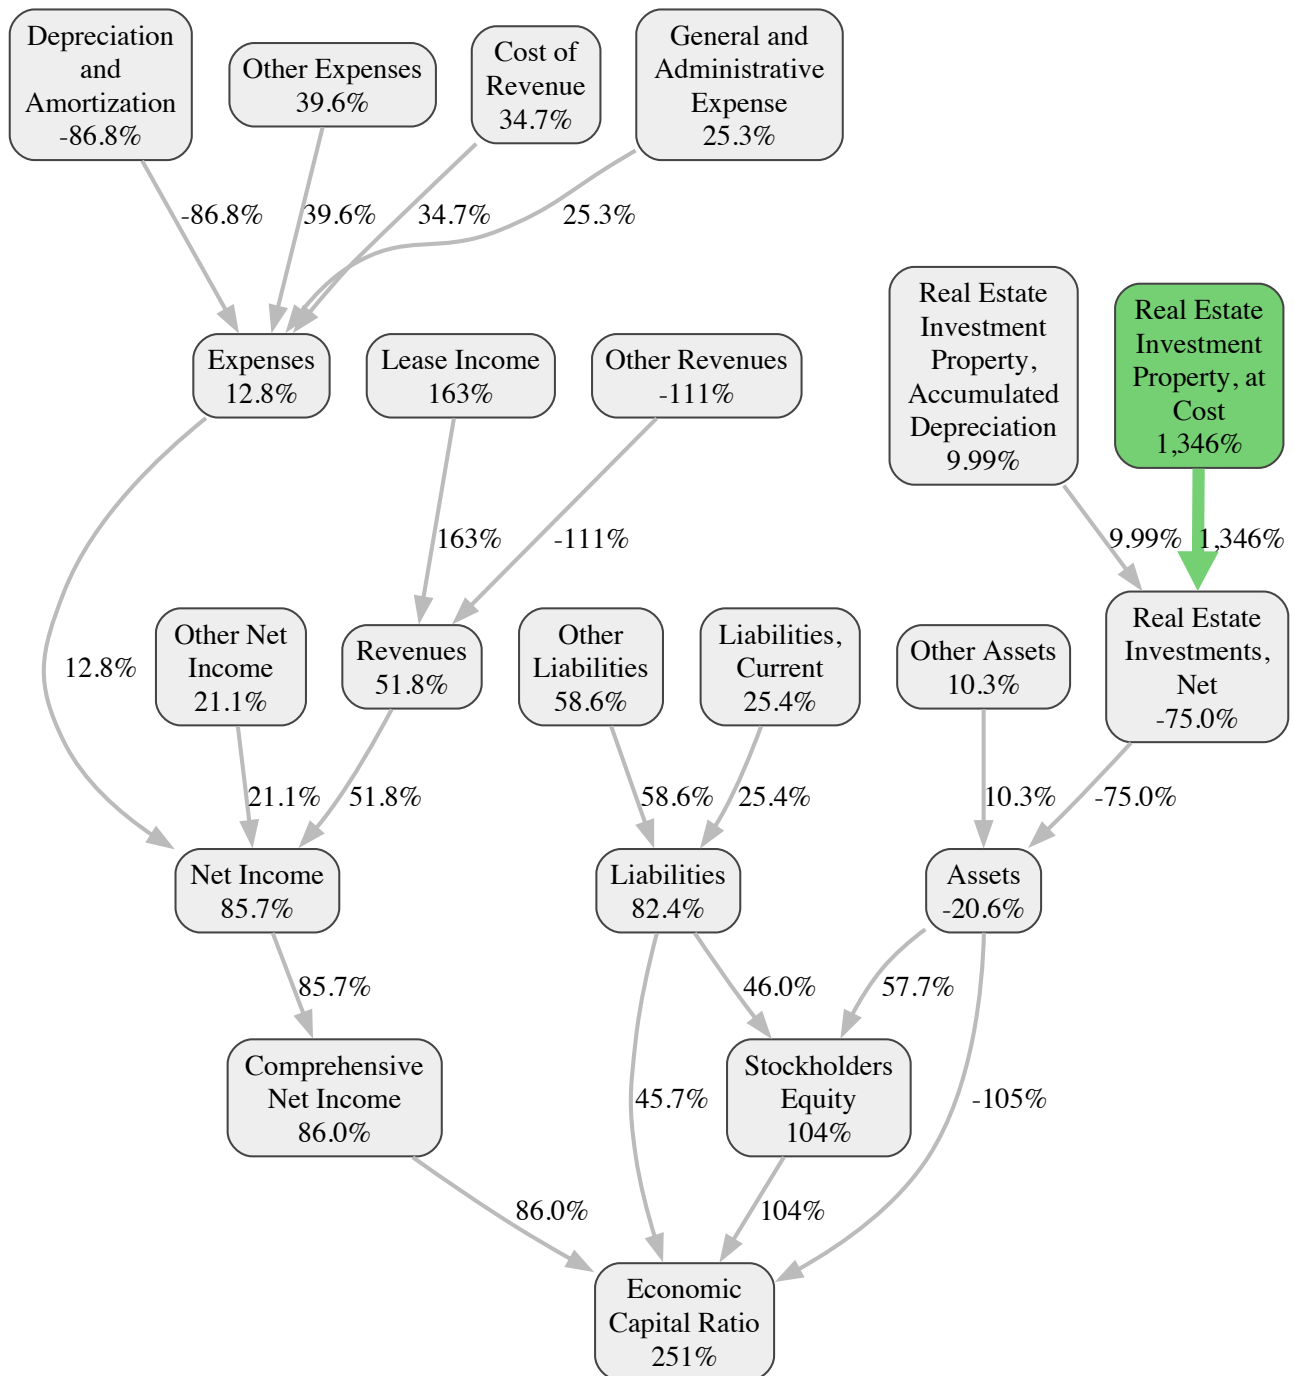 Depreciation
and
Amortization
-86.8%
Other Expenses
39.6%
Cost of
Revenue
34.7%
General and
Administrative
Expense
25.3%
-86.8%
39.6%
34.7%
25.3%
Real Estate
Investment
Property,
Accumulated
Depreciation
9.99%
Real Estate
Investment
Property, at
Cost
1,346%
Expenses
12.8%
Lease Income
163%
Other Revenues
-111%
163%
-111%
9.99%
1,346%
12.8%
Other Net
Income
21.1%
Revenues
51.8%
Other
Liabilities
58.6%
Liabilities,
Current
25.4%
Other Assets
10.3%
Real Estate
Investments,
Net
-75.0%
21.1%
51.8%
58.6%
25.4%
10.3%
-75.0%
Net Income
85.7%
Liabilities
82.4%
Assets
-20.6%
85.7%
46.0%
57.7%
Comprehensive
Net Income
86.0%
45.7%
Stockholders
Equity
104%
-105%
86.0%
104%
Economic
Capital Ratio
251%